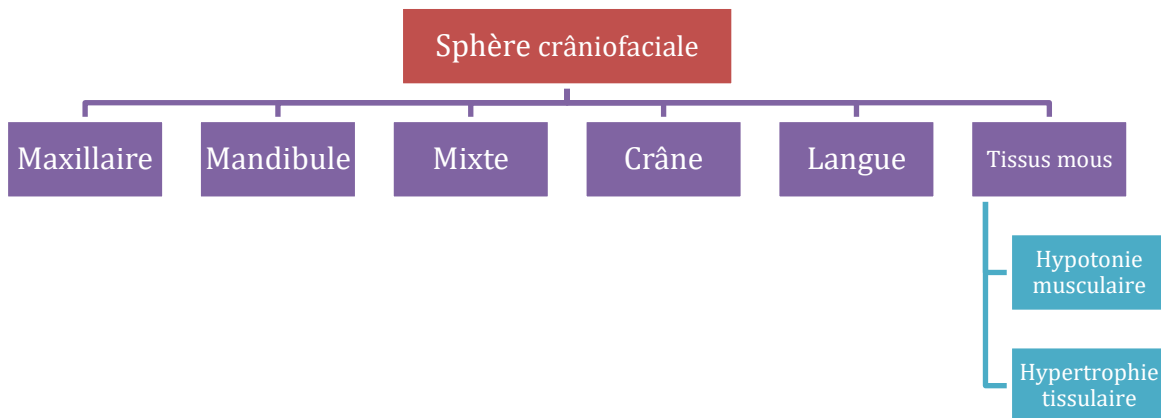 Sphère crâniofaciale
Maxillaire
Mandibule
Mixte
Crâne
Langue
Tissus mous
Hypotonie
musculaire
Hypertrophie
tissulaire